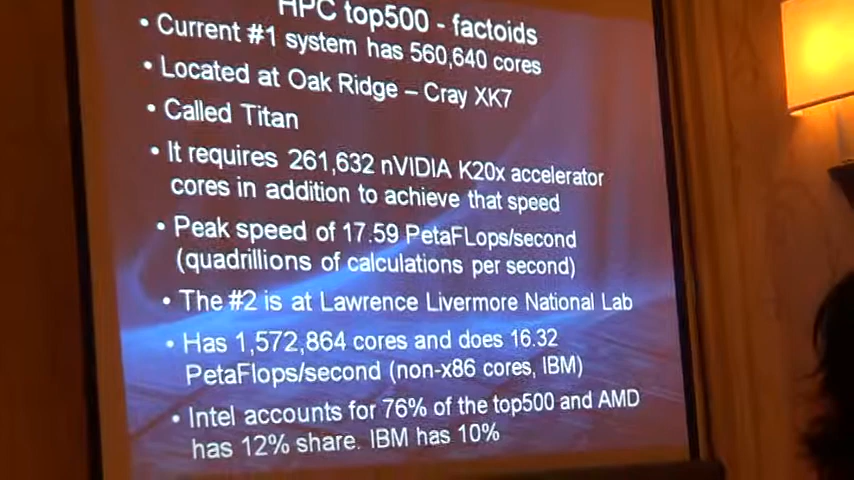 HPC top500 - factoids
• Current #1 system has 560,640 cores
• Located at Oak Ridge – Cray XK7
• Called Titan
• It requires 261,632 nVIDIA K20x accelerator
cores in addition to achieve that speed
• Peak speed of 17.59 PetaFLops/second
(quadrillions of calculations per second)
• The #2 is at Lawrence Livermore National Lab
• Has 1,572,864 cores and does 16.32
PetaFlops/second (non-x86 cores, IBM)
• Intel accounts for 76% of the top500 and AMD
has 12% share. IBM has 10%